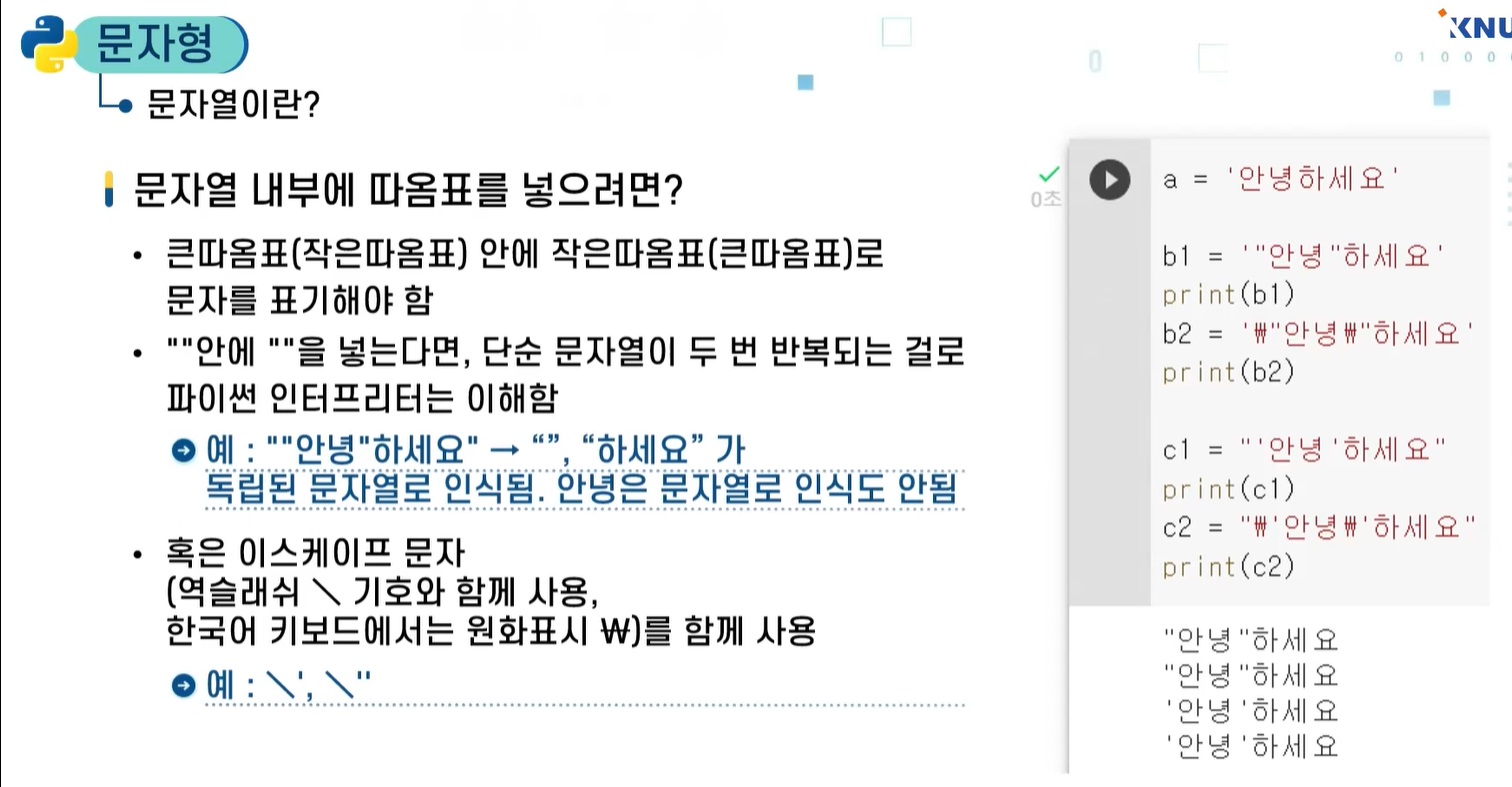 문자형
KNU
0 1 0 0 0 0
문자열이란?
문자열 내부에 따옴표를 넣으려면?
• 큰따옴표(작은따옴표) 안에 작은따옴표(큰따옴표)로
문자를 표기해야 함
• ""안에 ""을 넣는다면, 단순 문자열이 두 번 반복되는 걸로
파이썬 인터프리터는 이해함
예 : ""안녕"하세요" → “”, “하세요” 가
독립된 문자열로 인식됨. 안녕은 문자열로 인식도 안됨
• 혹은 이스케이프 문자
(역슬래쉬 \ 기호와 함께 사용,
한국어 키보드에서는 원화표시 ₩)를 함께 사용
예 : \', \"
0초
a = '안녕하세요'
b1 = '"안녕"하세요'
print(b1)
b2 = '₩"안녕₩"하세요'
print(b2)
c1 = "'안녕'하세요"
print(c1)
c2 = "₩'안녕₩'하세요"
print(c2)
"안녕"하세요
"안녕"하세요
'안녕'하세요
'안녕'하세요